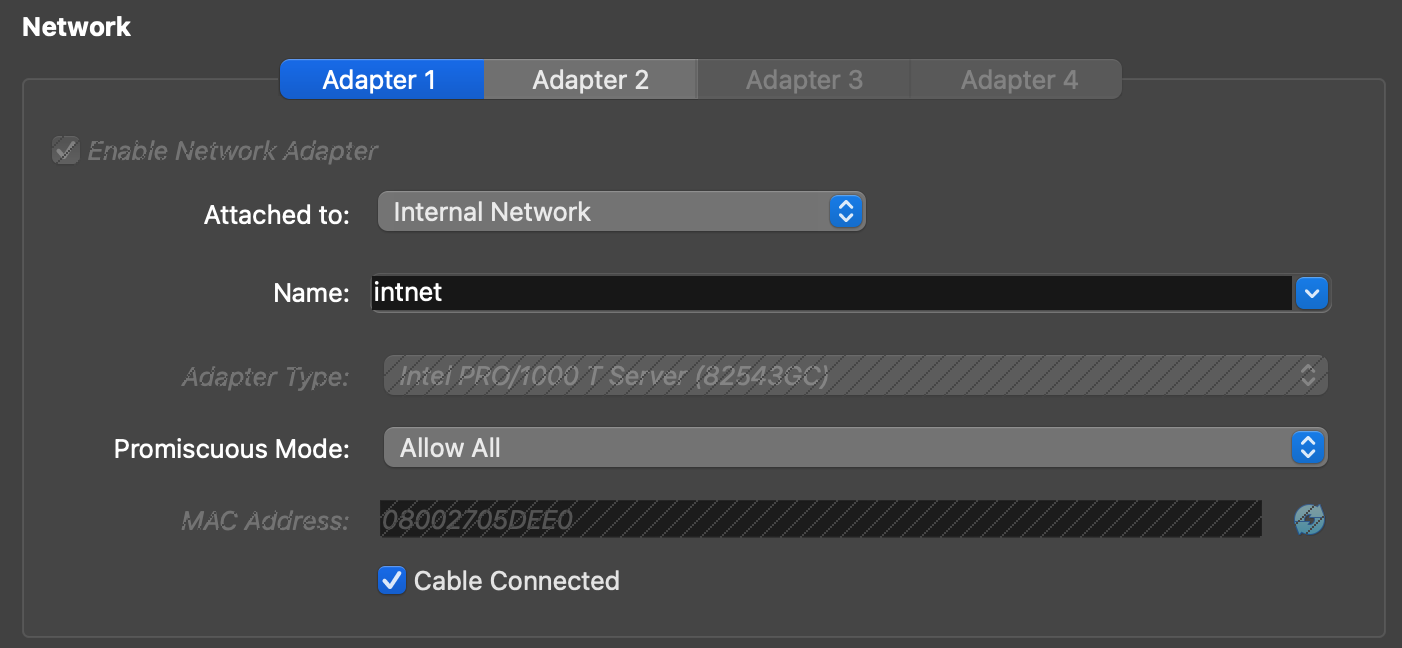 Network
Adapter 1 Adapter 2 Adapter 3 Adapter 4
Enable Network Adapter
Attached to: Internal Network
Name: intnet
Adapter Type: Intel PRO/1000 T Server (82543GC)
Promiscuous Mode: Allow All
MAC Address: 08002705DEE0
Cable Connected